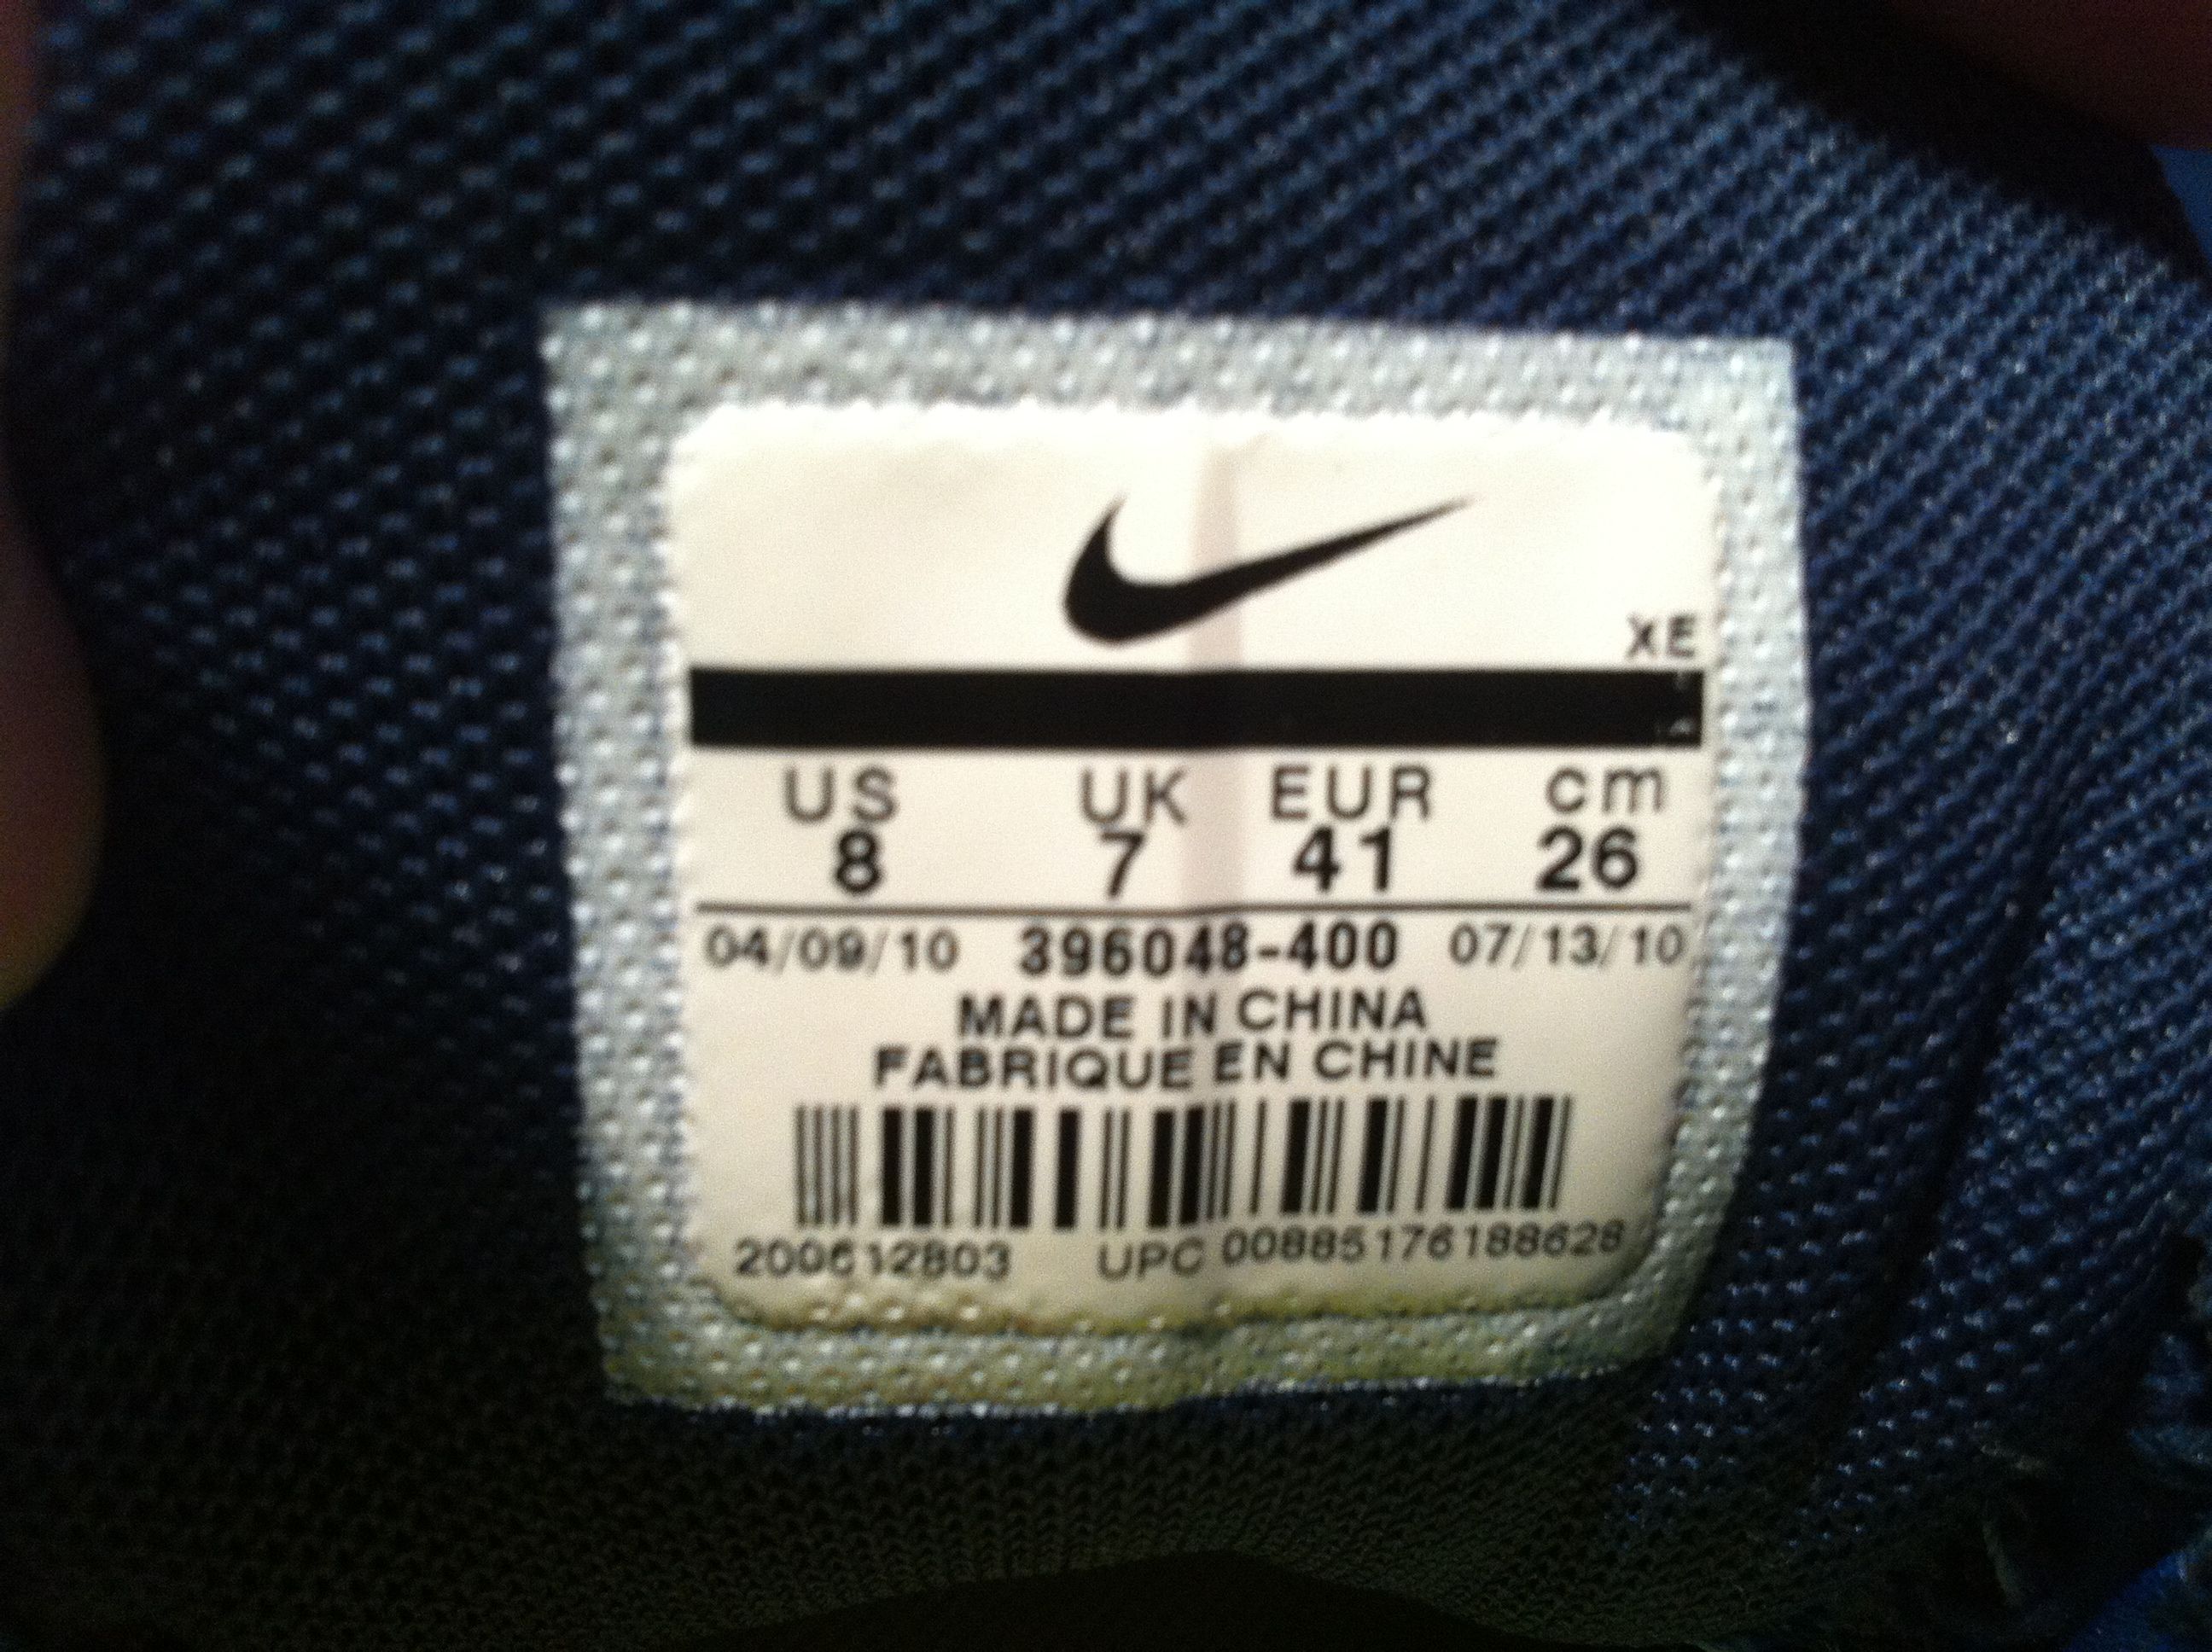 XE
US UK EUR cm
8 7 41 26
04/09/10 396048-400 07/13/10
MADE IN CHINA
FABRIQUE EN CHINE
200612803 UPC 00885176188628